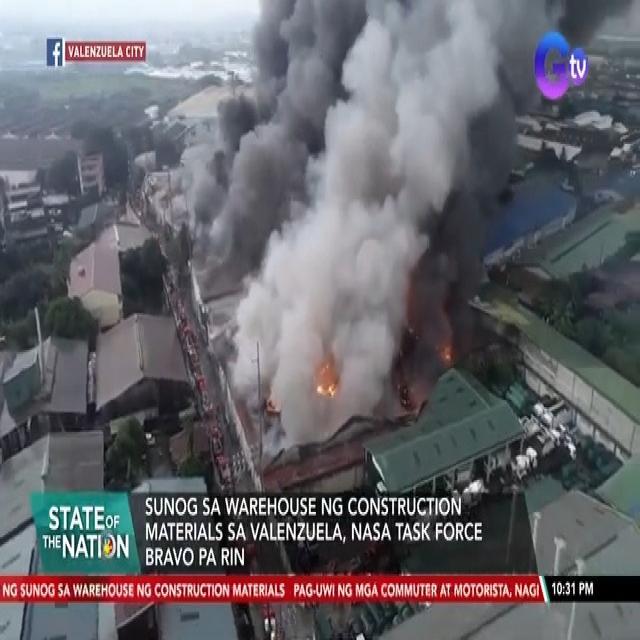 VALENZUELA CITY
Gtv
STATE of
THE NATION
SUNOG SA WAREHOUSE NG CONSTRUCTION
MATERIALS SA VALENZUELA, NASA TASK FORCE
BRAVO PA RIN
NG SUNOG SA WAREHOUSE NG CONSTRUCTION MATERIALS PAG-UWI NG MGA COMMUTER AT MOTORISTA, NAGI
10:31 PM